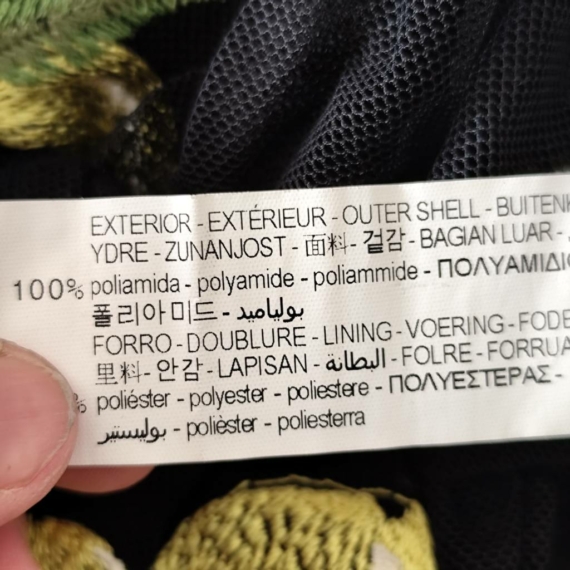 EXTERIOR - EXTÉRIEUR - OUTER SHELL - BUITENK
YDRE - ZUNANJOST - 面料 - 겉감 - BAGIAN LUAR -
100% poliamida - polyamide - poliammide - ΠΟΛΥΑΜΙΔΙΟ
폴리아미드 - بولياميد
FORRO - DOUBLURE - LINING - VOERING - FODE
里料 - 안감 - LAPISAN - البطانة - FOLRE - FORRUA
% poliéster - polyester - poliestere - ΠΟΛΥΕΣΤΕΡΑΣ -
بوليستير - polièster - poliesterra